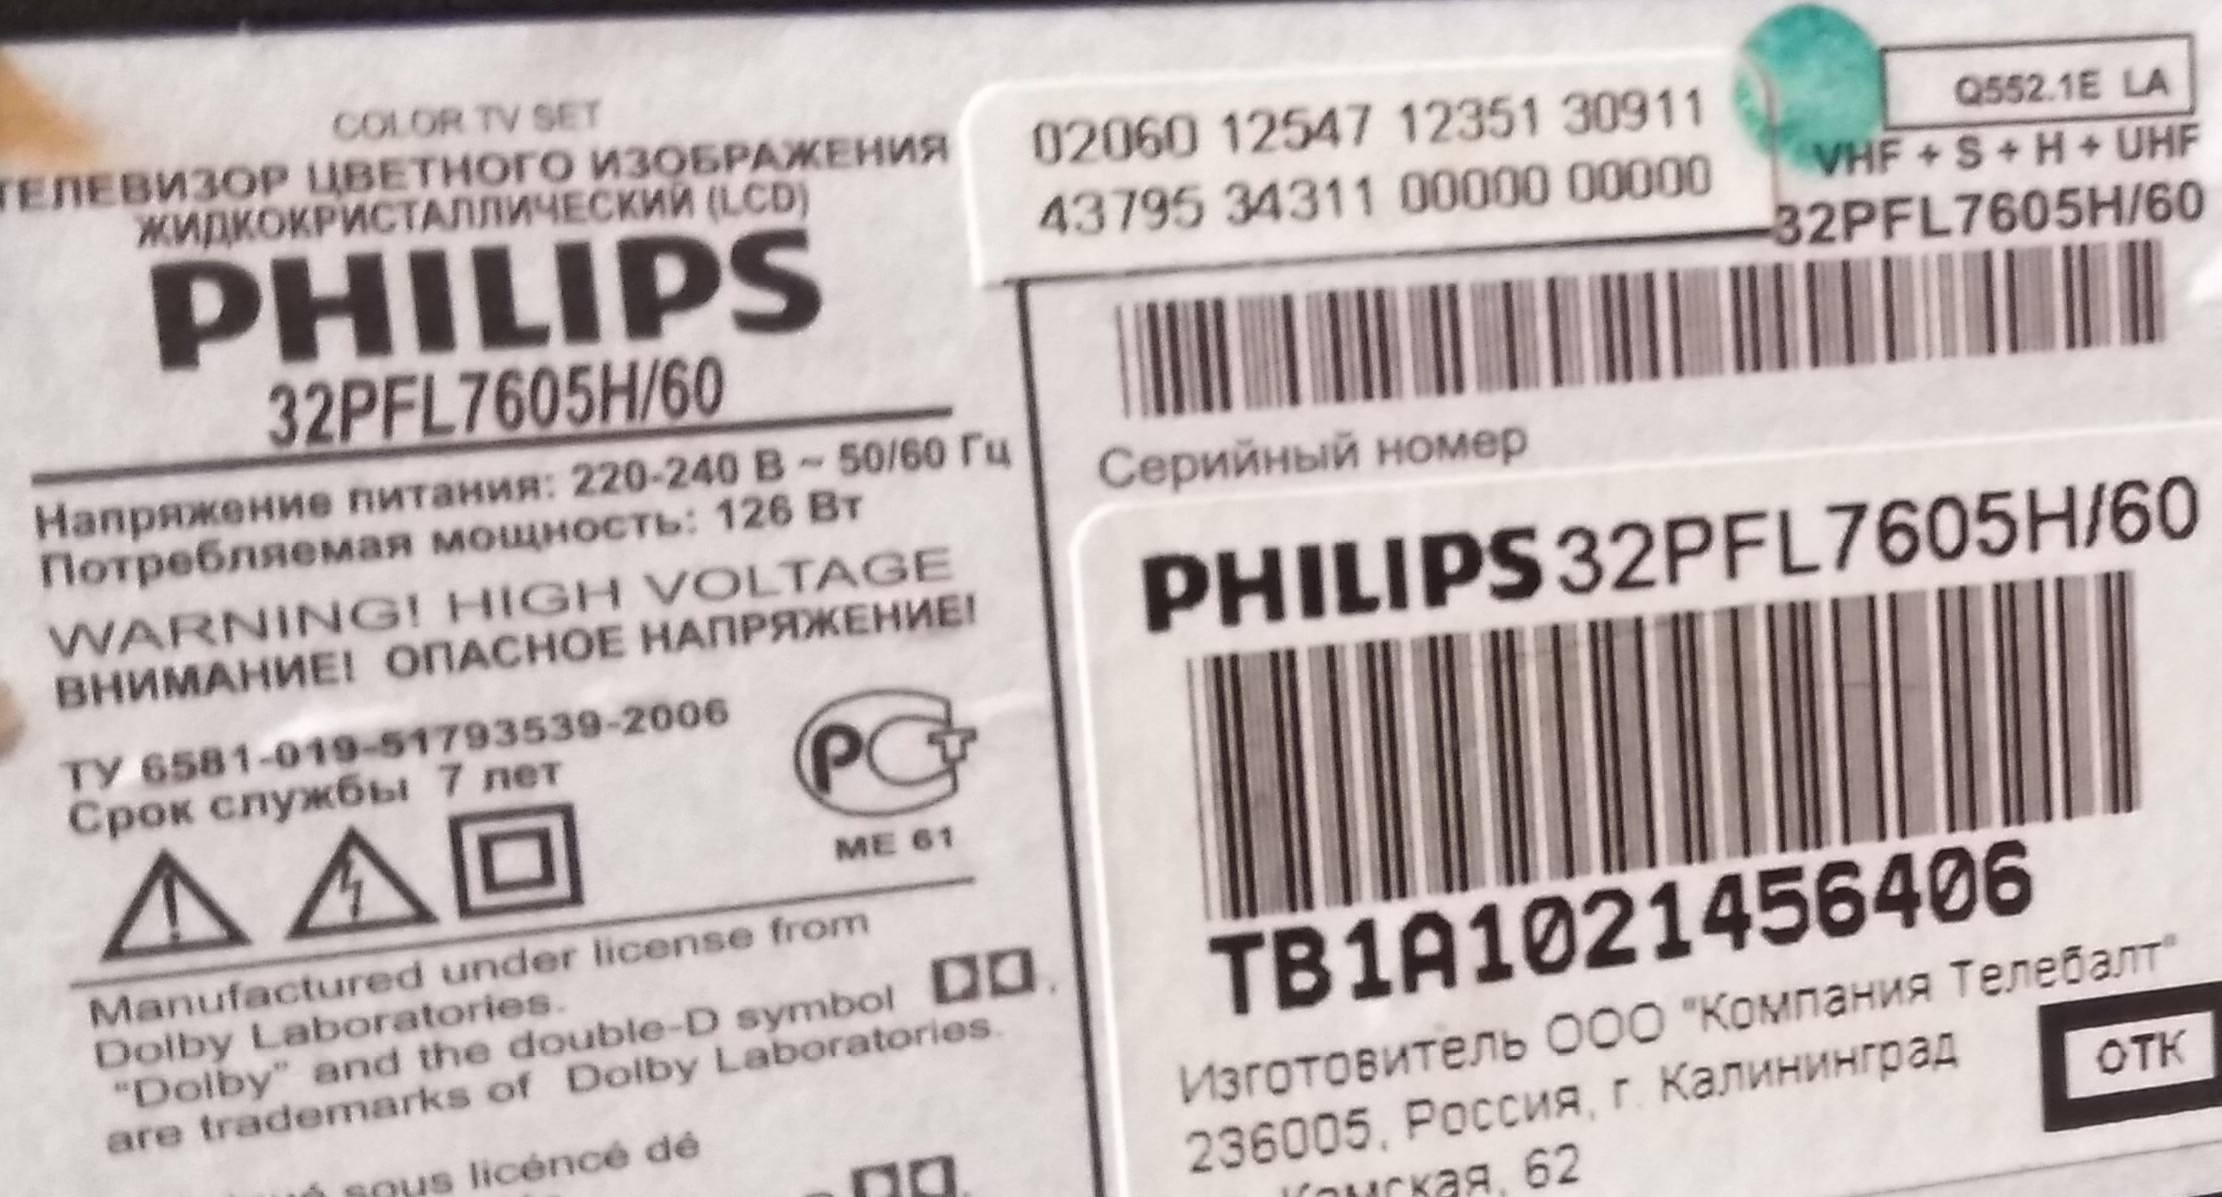 COLOR TV SET
ТЕЛЕВИЗОР ЦВЕТНОГО ИЗОБРАЖЕНИЯ
ЖИДКОКРИСТАЛЛИЧЕСКИЙ (LCD)
PHILIPS
32PFL7605H/60
Напряжение питания: 220-240 В ~ 50/60 Гц
Потребляемая мощность: 126 Вт
WARNING! HIGH VOLTAGE
ВНИМАНИЕ! ОПАСНОЕ НАПРЯЖЕНИЕ!
ТУ 6581-019-51793539-2006
Срок службы 7 лет
РСТ
МЕ 61
Manufactured under license from
Dolby Laboratories.
"Dolby" and the double-D symbol
are trademarks of Dolby Laboratories.
sous licéncé dé
02060 12547 12351 30911
43795 34311 00000 00000
Q552.1E LA
VHF + S + H + UHF
32PFL7605H/60
Серийный номер
PHILIPS 32PFL7605H/60
TB1A1021456406
Изготовитель ООО "Компания Телебалт"
236005, Россия, г. Калининград
62
ОТК